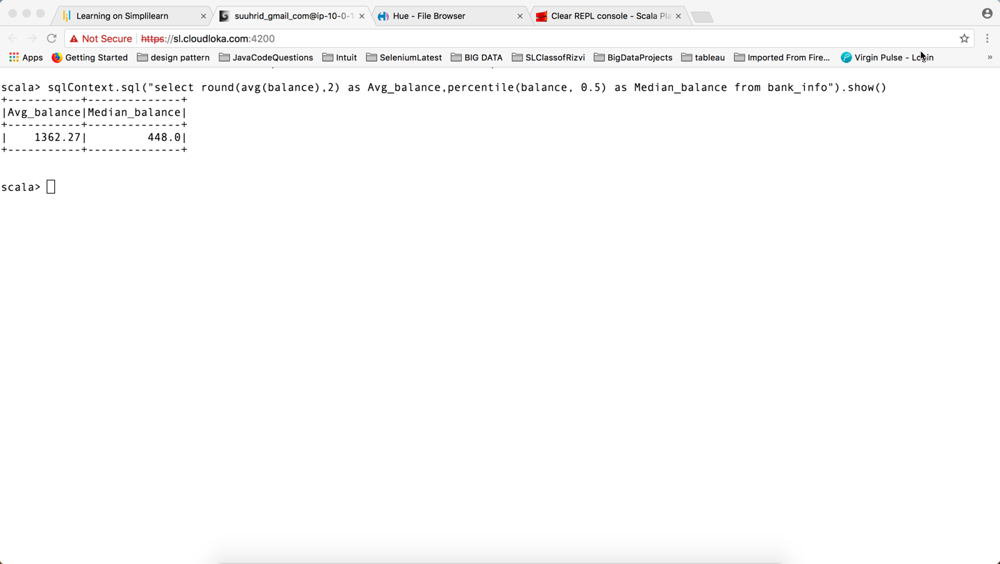 Learning on Simplilearn
suuhrid_gmail_com@ip-10-0-1
Hue - File Browser
Clear REPL console - Scala Pla
Not Secure
https://sl.cloudloka.com:4200
Apps
Getting Started
design pattern
JavaCodeQuestions
Intuit
SeleniumLatest
BIG DATA
SLClassofRizvi
BigDataProjects
tableau
Imported From Fire...
Virgin Pulse - Login
»
scala> sqlContext.sql("select round(avg(balance),2) as Avg_balance,percentile(balance, 0.5) as Median_balance from bank_info").show()
+-----------+--------------+
|Avg_balance|Median_balance|
+-----------+--------------+
|    1362.27|         448.0|
+-----------+--------------+
scala>